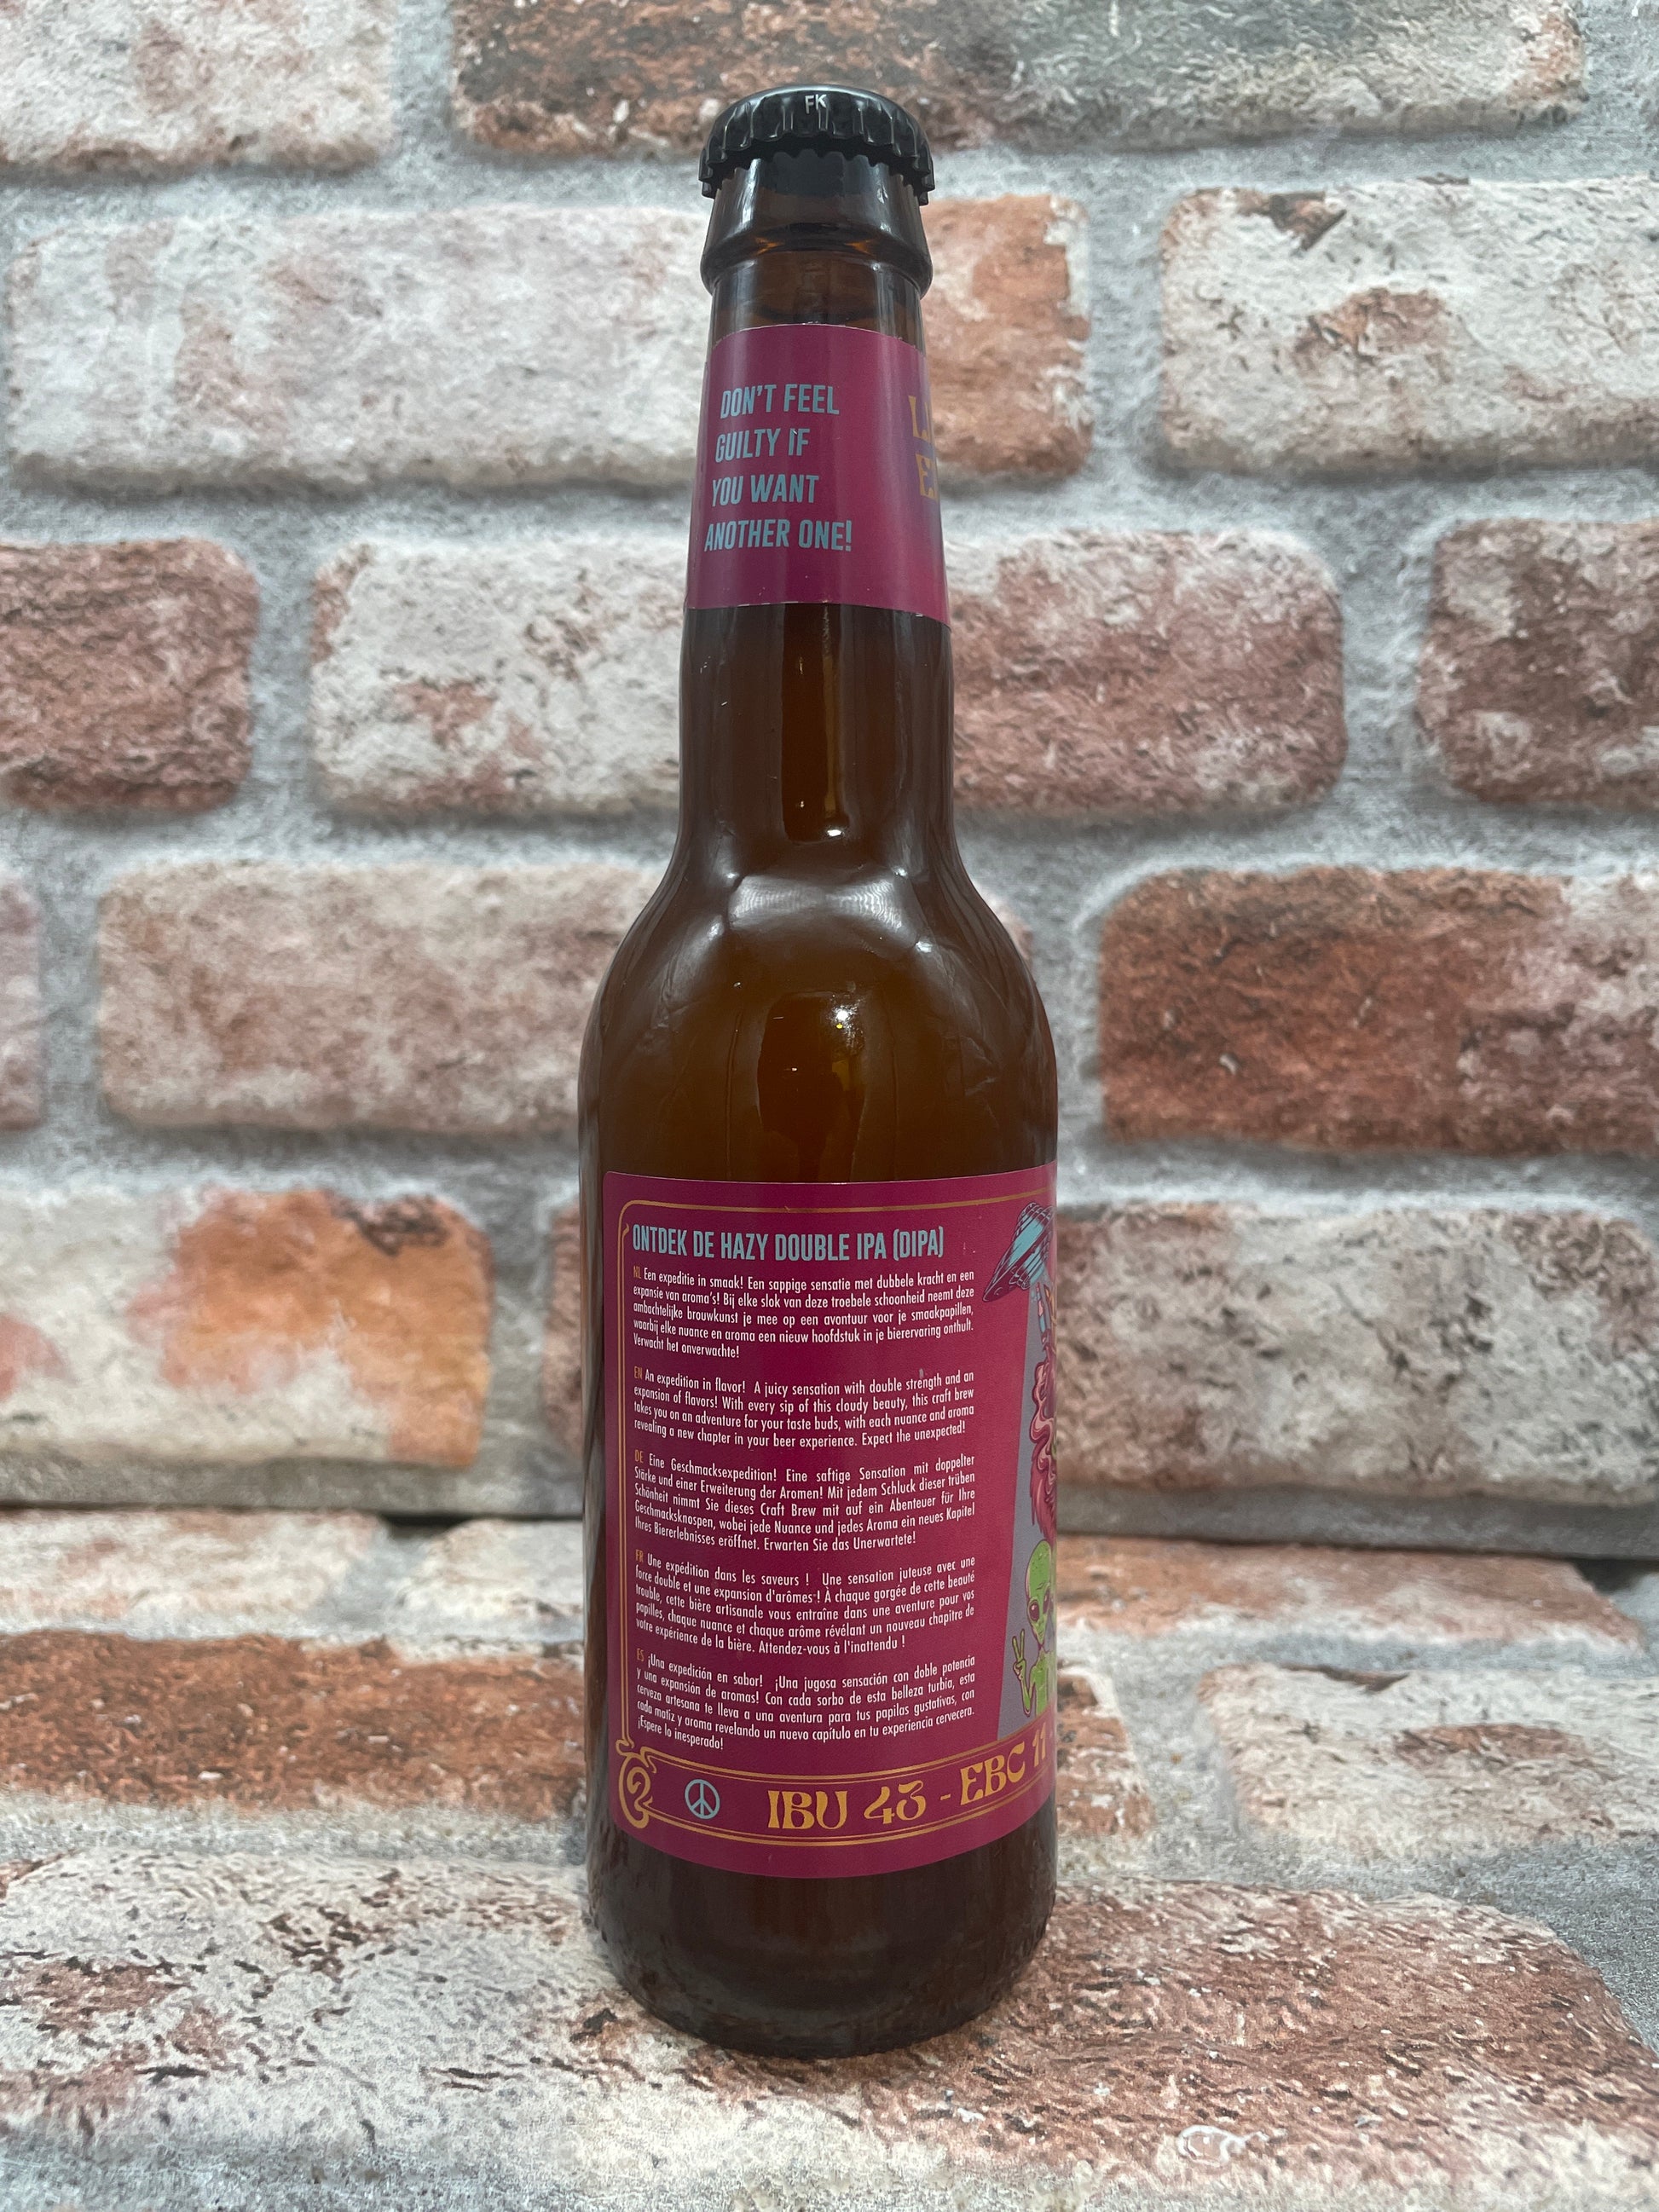 FK
DON'T FEEL
GUILTY IF
YOU WANT
ANOTHER ONE!
ONTDEK DE HAZY DOUBLE IPA (DIPA)
NL Een expeditie in smaak! Een sappige sensatie met dubbele kracht en een
expansie van aroma's! Bij elke slok van deze troebele schoonheid neemt deze
ambachtelijke brouwkunst je mee op een avontuur voor je smaakpapillen,
waarbij elke nuance en aroma een nieuw hoofdstuk in je bierervaring onthult.
Verwacht het onverwachte!
EN An expedition in flavor! A juicy sensation with double strength and an
expansion of flavors! With every sip of this cloudy beauty, this craft brew
takes you on an adventure for your taste buds, with each nuance and aroma
revealing a new chapter in your beer experience. Expect the unexpected!
DE Eine Geschmacksexpedition! Eine saftige Sensation mit doppelter
Stärke und einer Erweiterung der Aromen! Mit jedem Schluck dieser trüben
Schönheit nimmt Sie dieses Craft Brew mit auf ein Abenteuer für Ihre
Geschmacksknospen, wobei jede Nuance und jedes Aroma ein neues Kapitel
Ihres Biererlebnisses eröffnet. Erwarten Sie das Unerwartete!
FR Une expédition dans les saveurs ! Une sensation juteuse avec une
force double et une expansion d'arômes ! À chaque gorgée de cette beauté
trouble, cette bière artisanale vous entraîne dans une aventure pour vos
papilles, chaque nuance et chaque arôme révélant un nouveau chapitre de
votre expérience de la bière. Attendez-vous à l'inattendu !
ES ¡Una expedición en sabor! ¡Una jugosa sensación con doble potencia
y una expansión de aromas! Con cada sorbo de esta belleza turbia, esta
cerveza artesana te lleva a una aventura para tus papilas gustativas, con
cada matiz y aroma revelando un nuevo capítulo en tu experiencia cervecera.
¡Espere lo inesperado!
IBU 43 - EBC 11